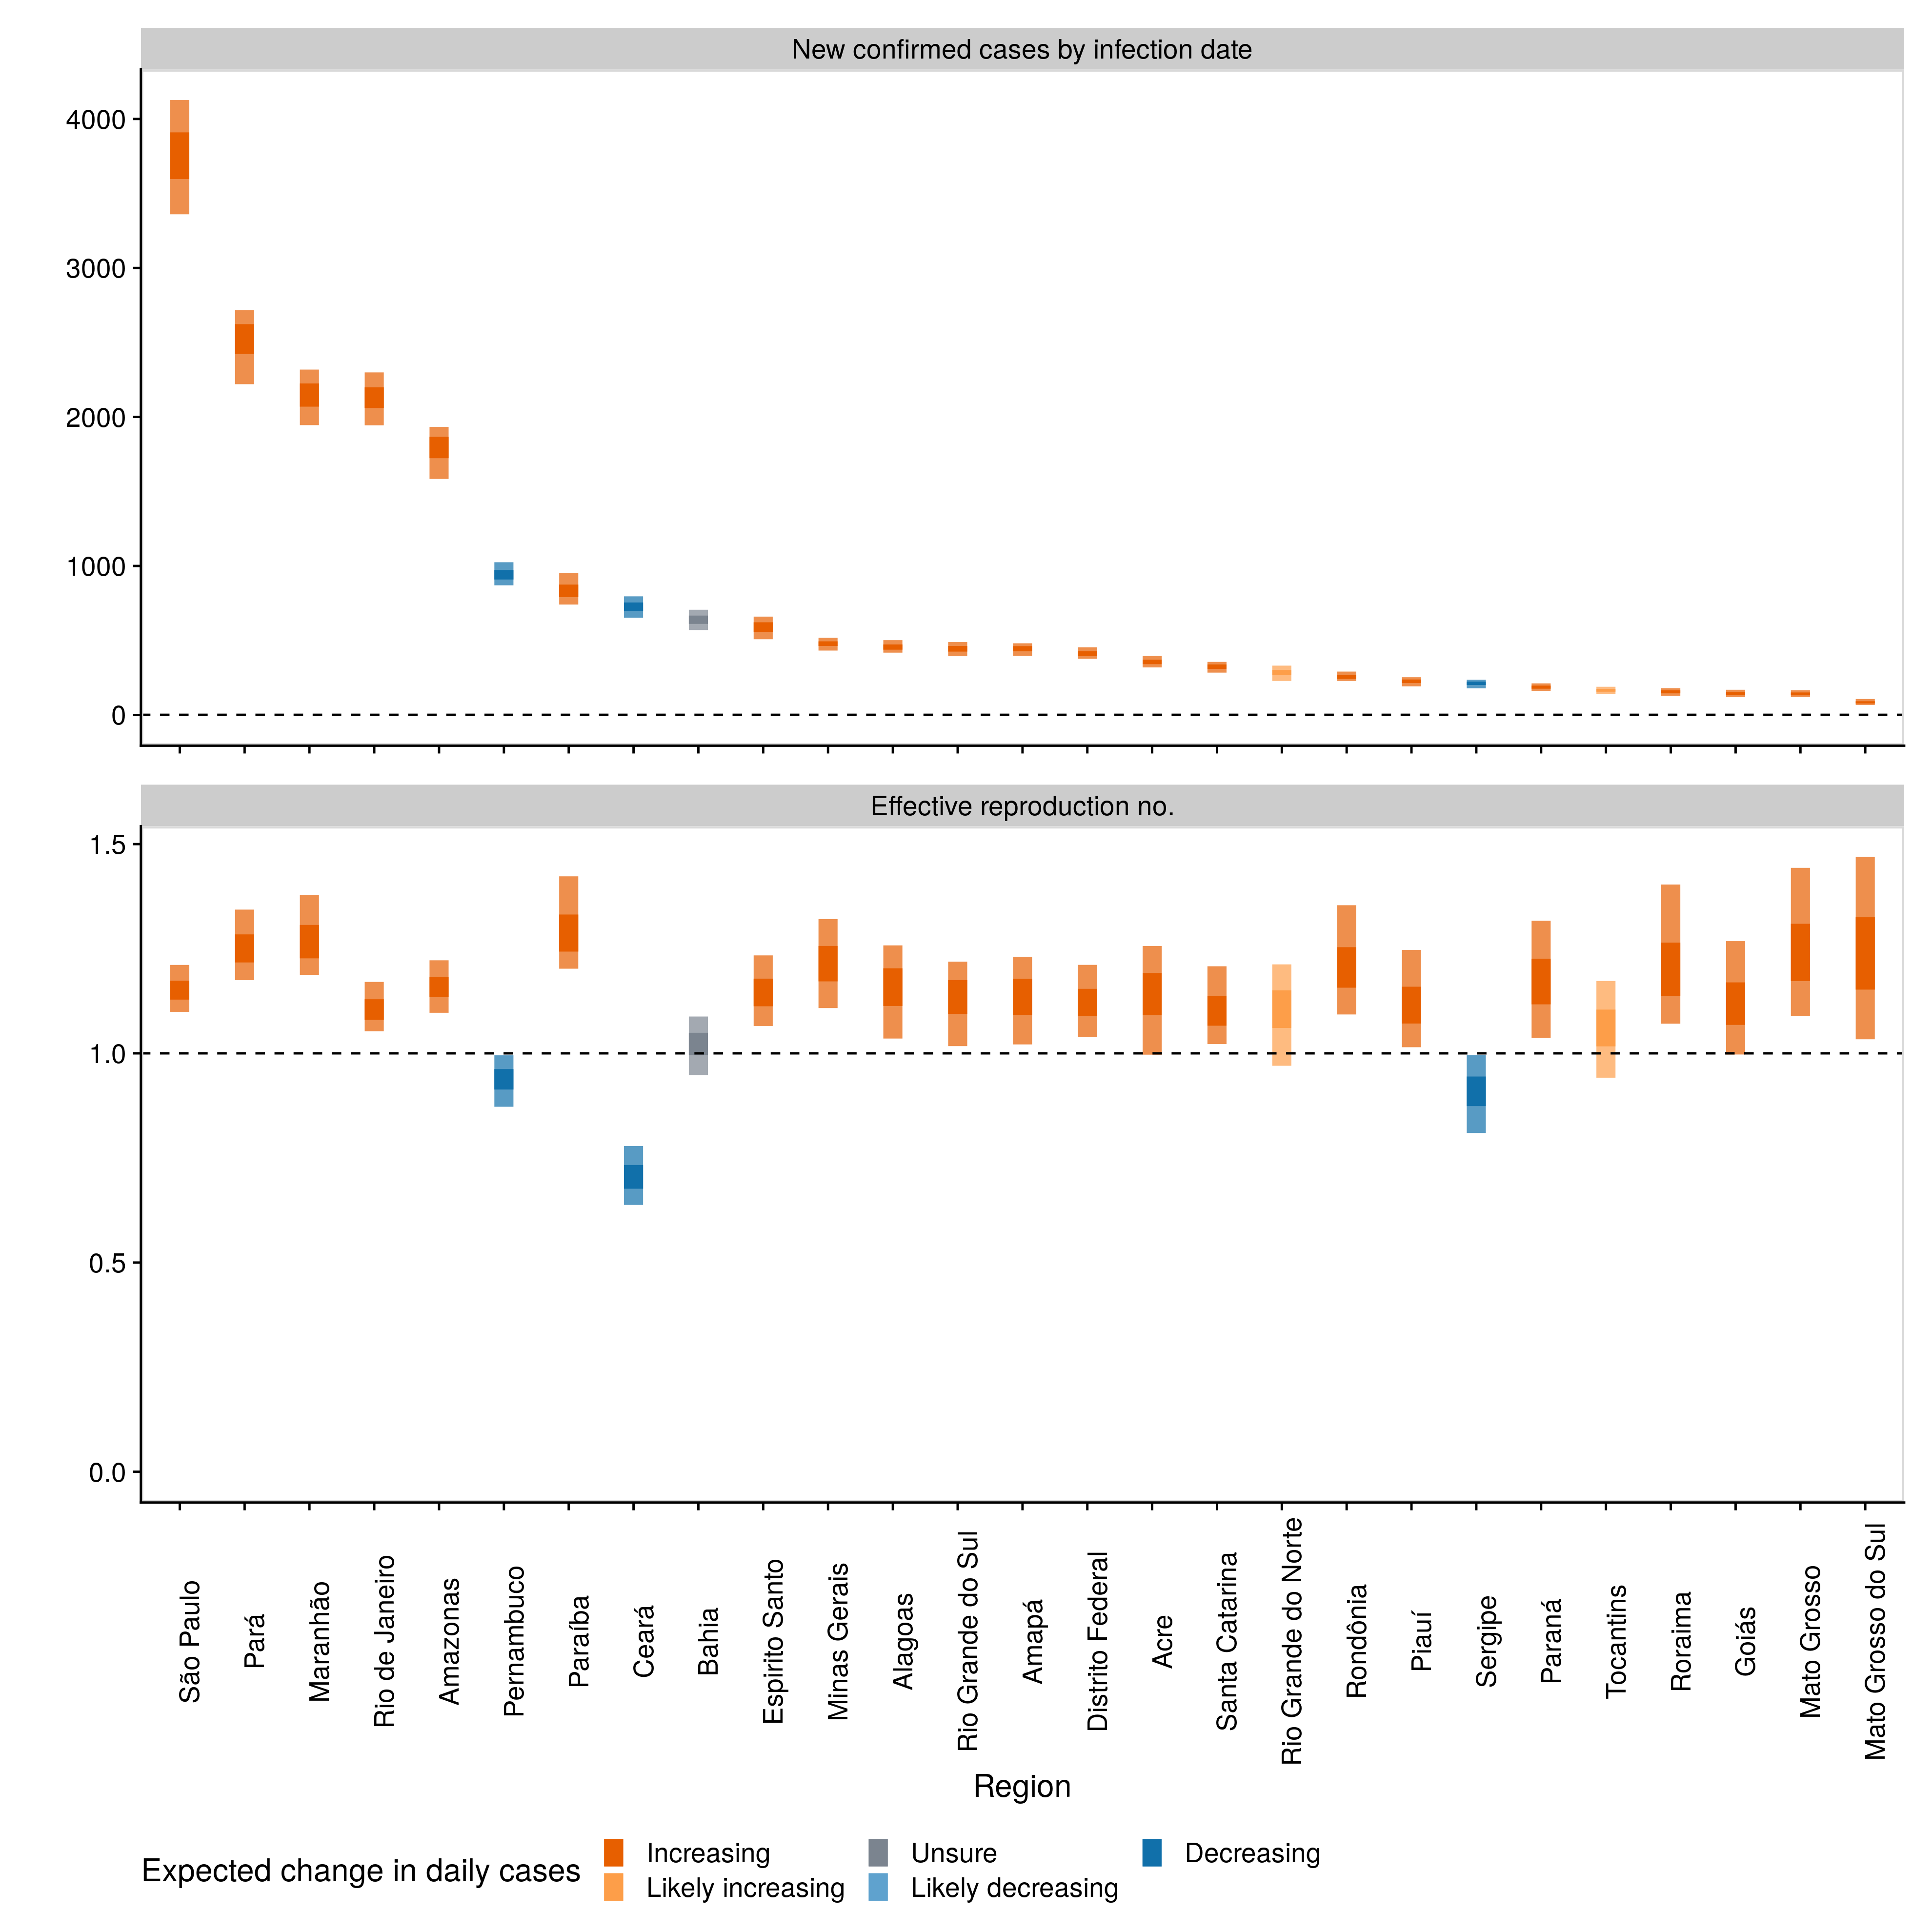 New confirmed cases by infection date
4000
3000
2000
1000
0
Effective reproduction no.
1.5
1.0
0.5
0.0
São Paulo
Pará
Maranhão
Rio de Janeiro
Amazonas
Pernambuco
Paraíba
Ceará
Bahia
Espirito Santo
Minas Gerais
Alagoas
Rio Grande do Sul
Amapá
Distrito Federal
Acre
Santa Catarina
Rio Grande do Norte
Rondônia
Piauí
Sergipe
Paraná
Tocantins
Roraima
Goiás
Mato Grosso
Mato Grosso do Sul
Region
Expected change in daily cases
Increasing
Likely increasing
Unsure
Likely decreasing
Decreasing